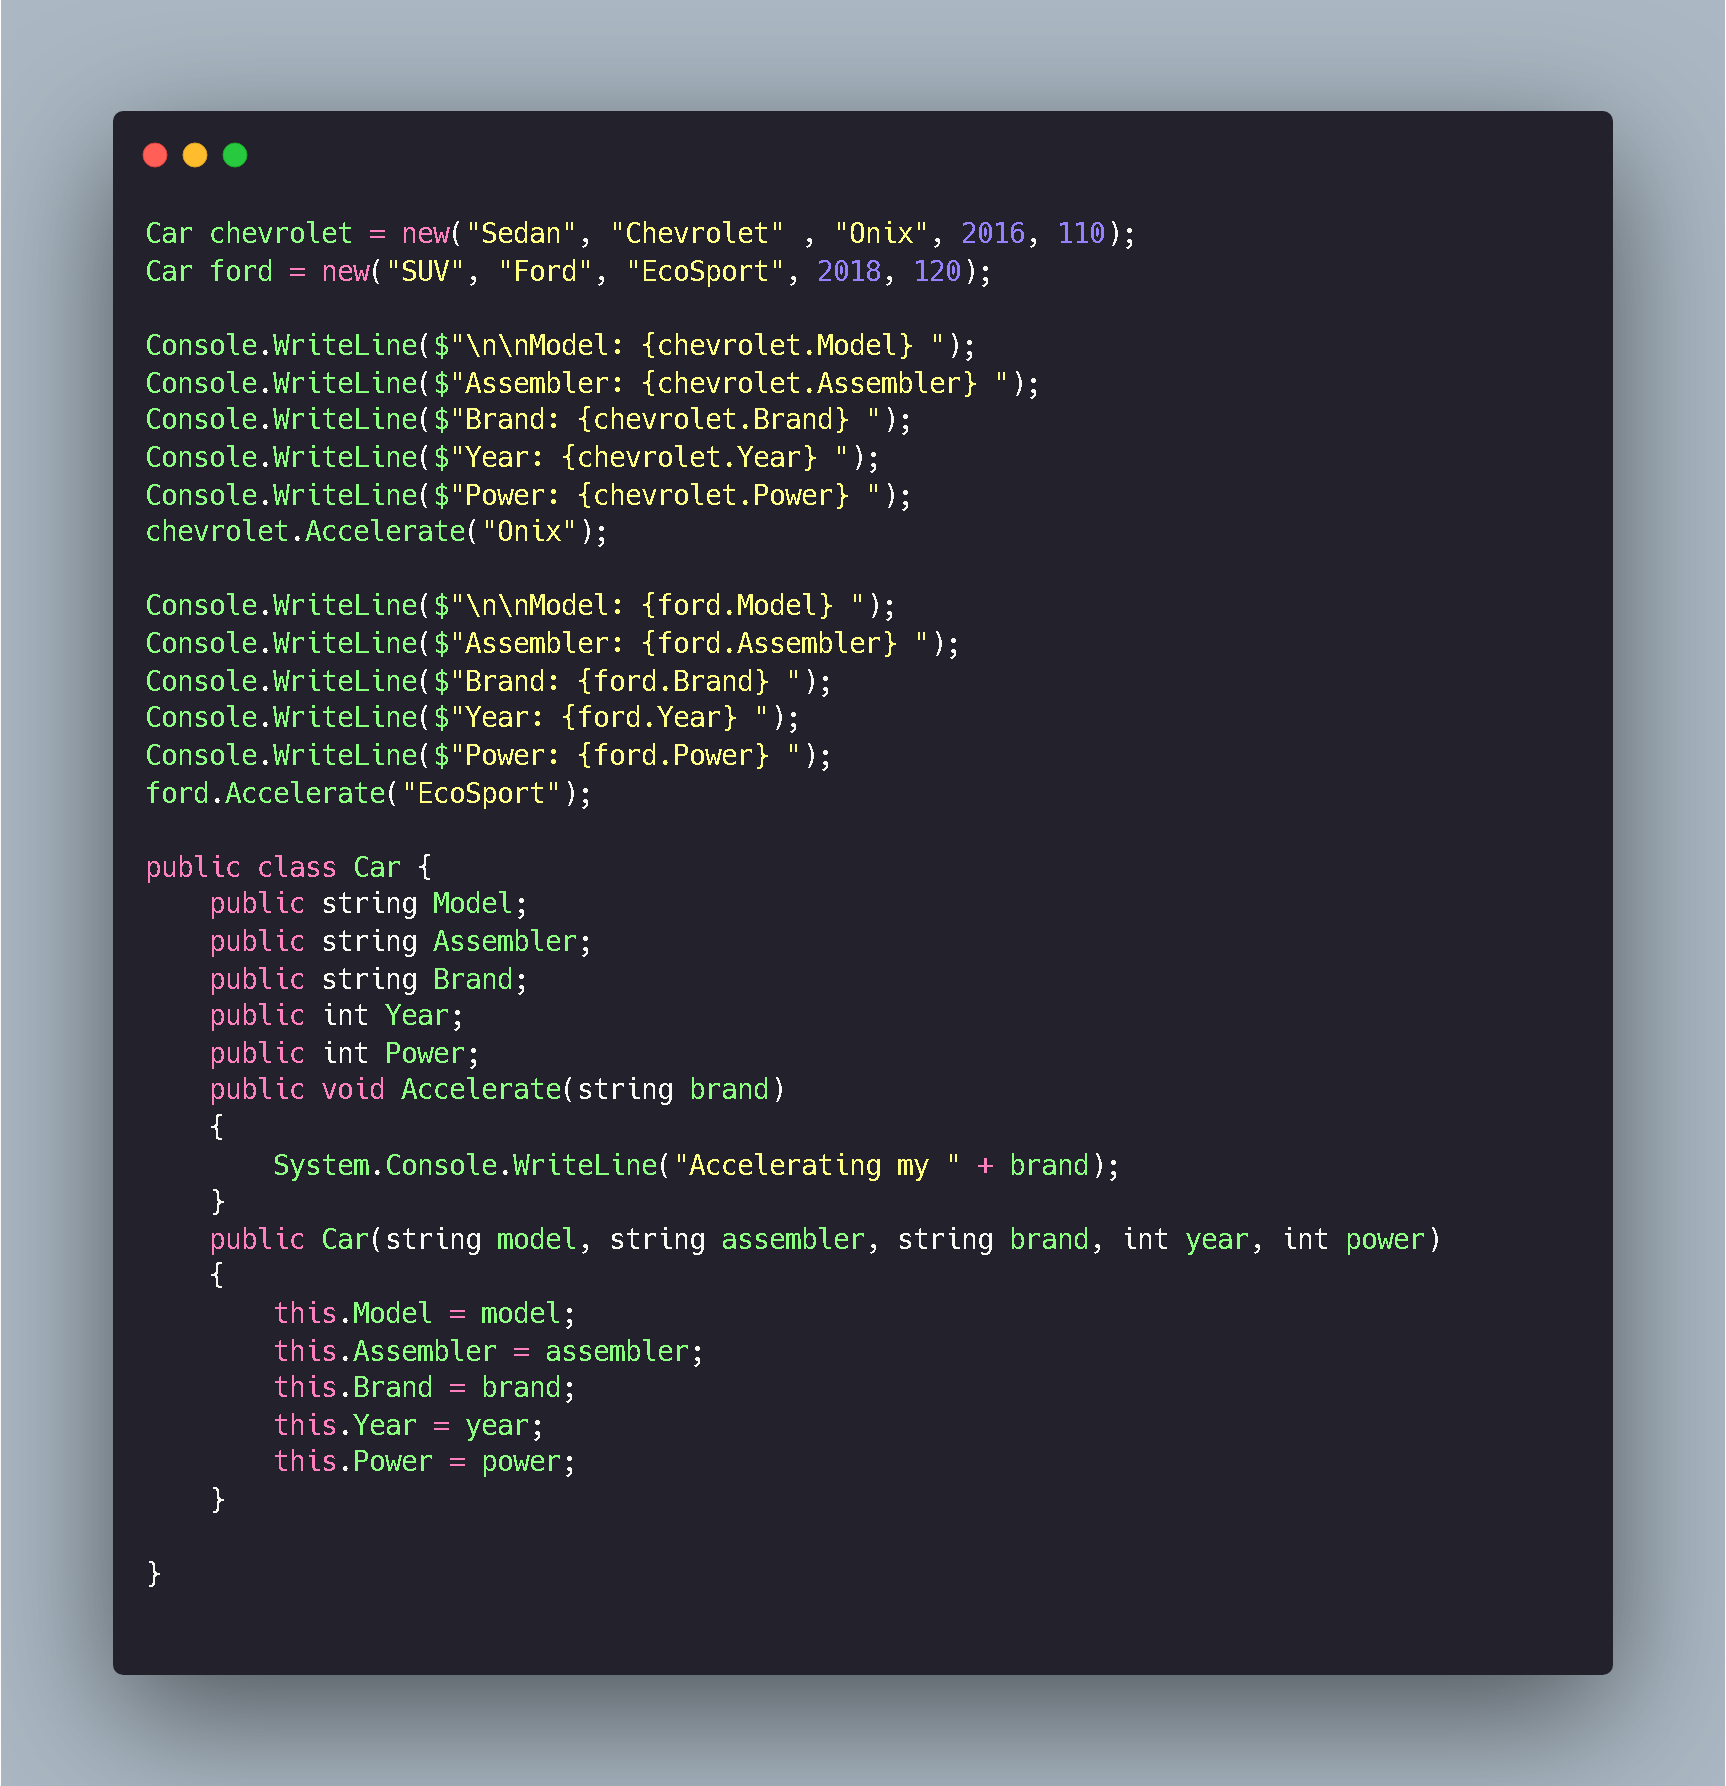 Car chevrolet = new("Sedan", "Chevrolet" , "Onix", 2016, 110);
Car ford = new("SUV", "Ford", "EcoSport", 2018, 120);

Console.WriteLine($"\n\nModel: {chevrolet.Model} ");
Console.WriteLine($"Assembler: {chevrolet.Assembler} ");
Console.WriteLine($"Brand: {chevrolet.Brand} ");
Console.WriteLine($"Year: {chevrolet.Year} ");
Console.WriteLine($"Power: {chevrolet.Power} ");
chevrolet.Accelerate("Onix");

Console.WriteLine($"\n\nModel: {ford.Model} ");
Console.WriteLine($"Assembler: {ford.Assembler} ");
Console.WriteLine($"Brand: {ford.Brand} ");
Console.WriteLine($"Year: {ford.Year} ");
Console.WriteLine($"Power: {ford.Power} ");
ford.Accelerate("EcoSport");

public class Car {
    public string Model;
    public string Assembler;
    public string Brand;
    public int Year;
    public int Power;
    public void Accelerate(string brand)
    {
        System.Console.WriteLine("Accelerating my " + brand);
    }
    public Car(string model, string assembler, string brand, int year, int power)
    {
        this.Model = model;
        this.Assembler = assembler;
        this.Brand = brand;
        this.Year = year;
        this.Power = power;
    }

}